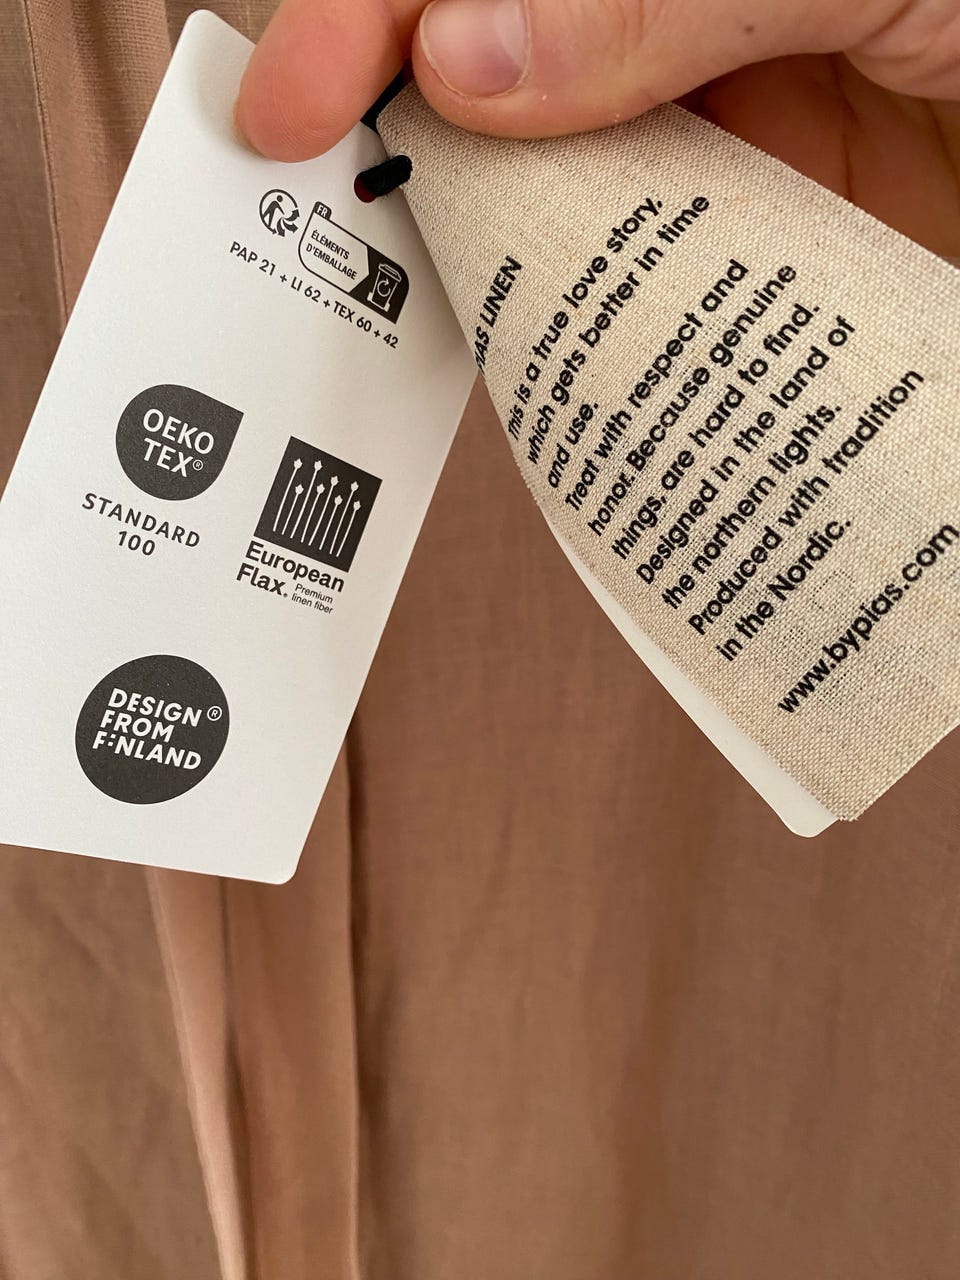 FR
ÉLÉMENTS
D'EMBALLAGE
PAP 21 + LI 62 + TEX 60 + 42
OEKO
TEX®
STANDARD
100
European
Flax® Premium
linen fiber
DESIGN ®
FROM
FINLAND
LINEN
This is a true love story,
which gets better in time
and use.
Treat with respect and
honor. Because genuine
things, are hard to find.
Designed in the land of
the northern lights.
Produced with tradition
in the Nordic.
www.bypias.com